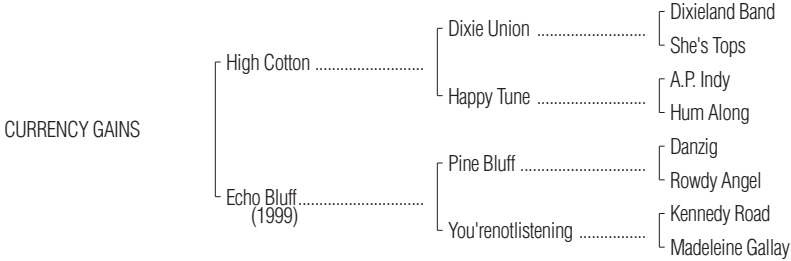 Dixieland Band
Dixie Union ..........................
She's Tops
High Cotton ..........................
A.P. Indy
Happy Tune ..........................
Hum Along
CURRENCY GAINS
Danzig
Pine Bluff ..............................
Rowdy Angel
Echo Bluff..............................
(1999)
Kennedy Road
You'renotlistening ................
Madeleine Gallay